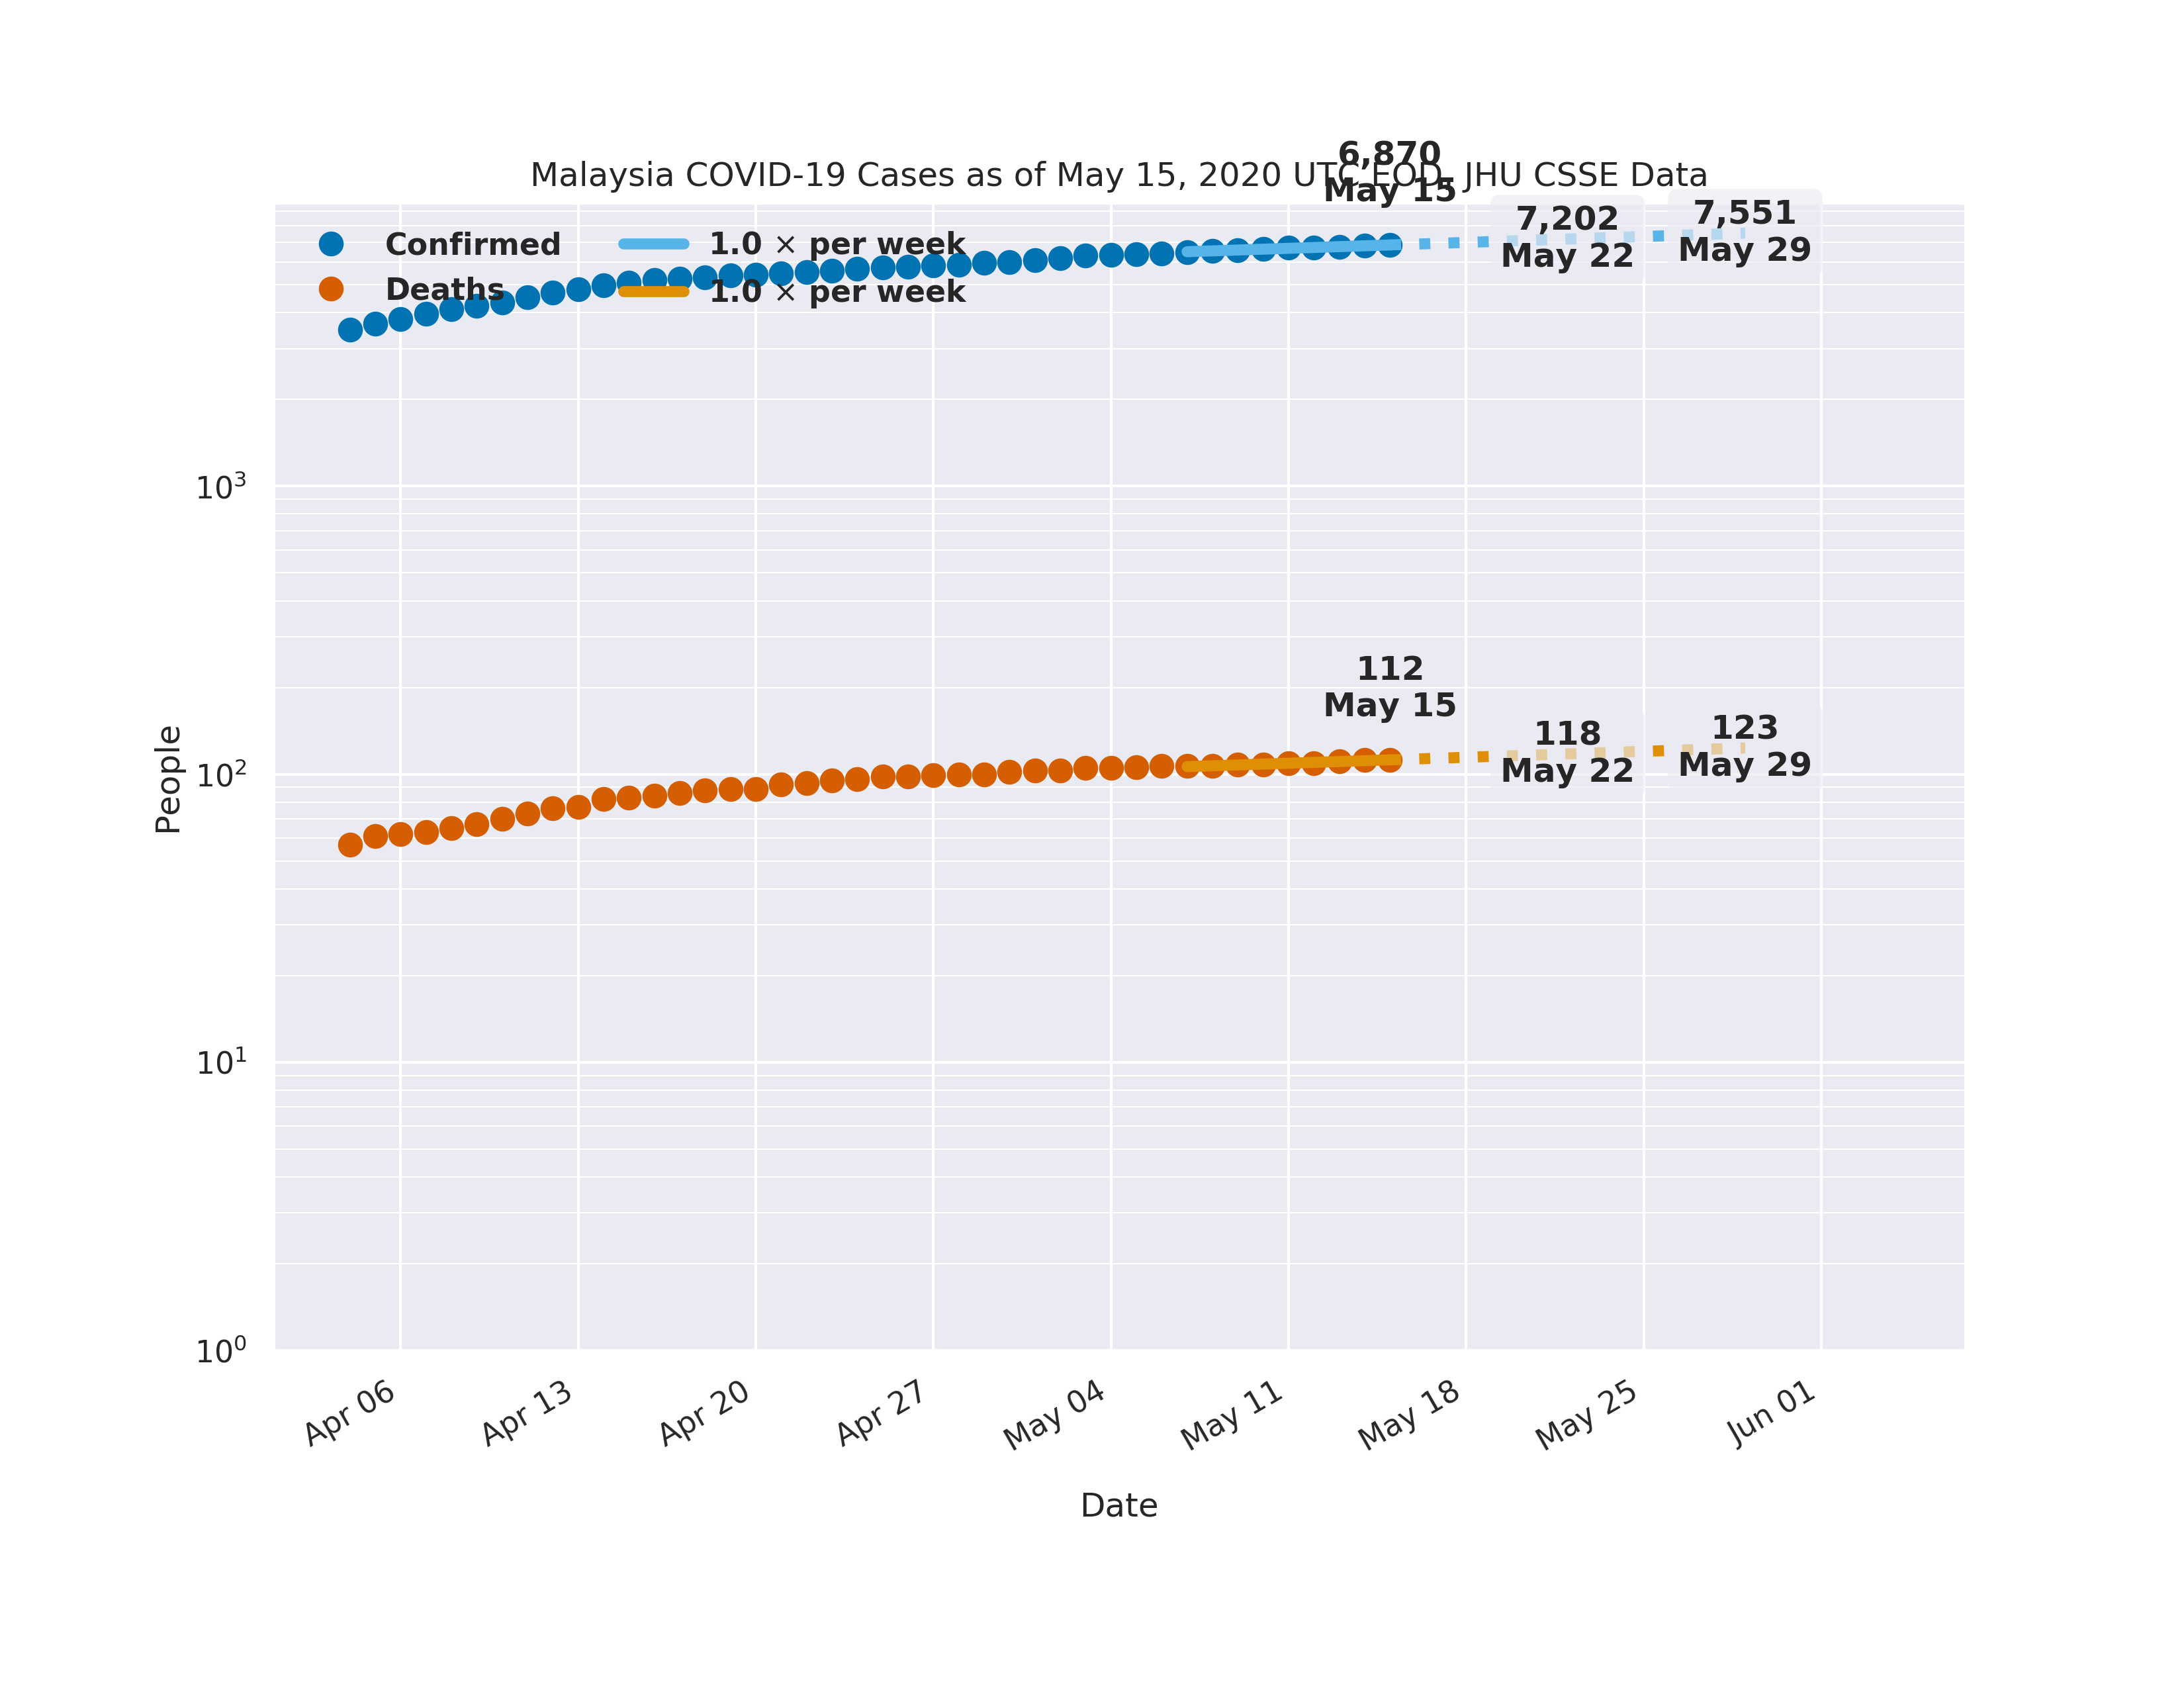 6,870
May 15
Malaysia COVID-19 Cases as of May 15, 2020 UTC EOD, JHU CSSE Data
7,202
May 22
7,551
May 29
Confirmed
Deaths
1.0 × per week
1.0 × per week
112
May 15
118
May 22
123
May 29
People
10³
10²
10¹
10⁰
Apr 06
Apr 13
Apr 20
Apr 27
May 04
May 11
May 18
May 25
Jun 01
Date